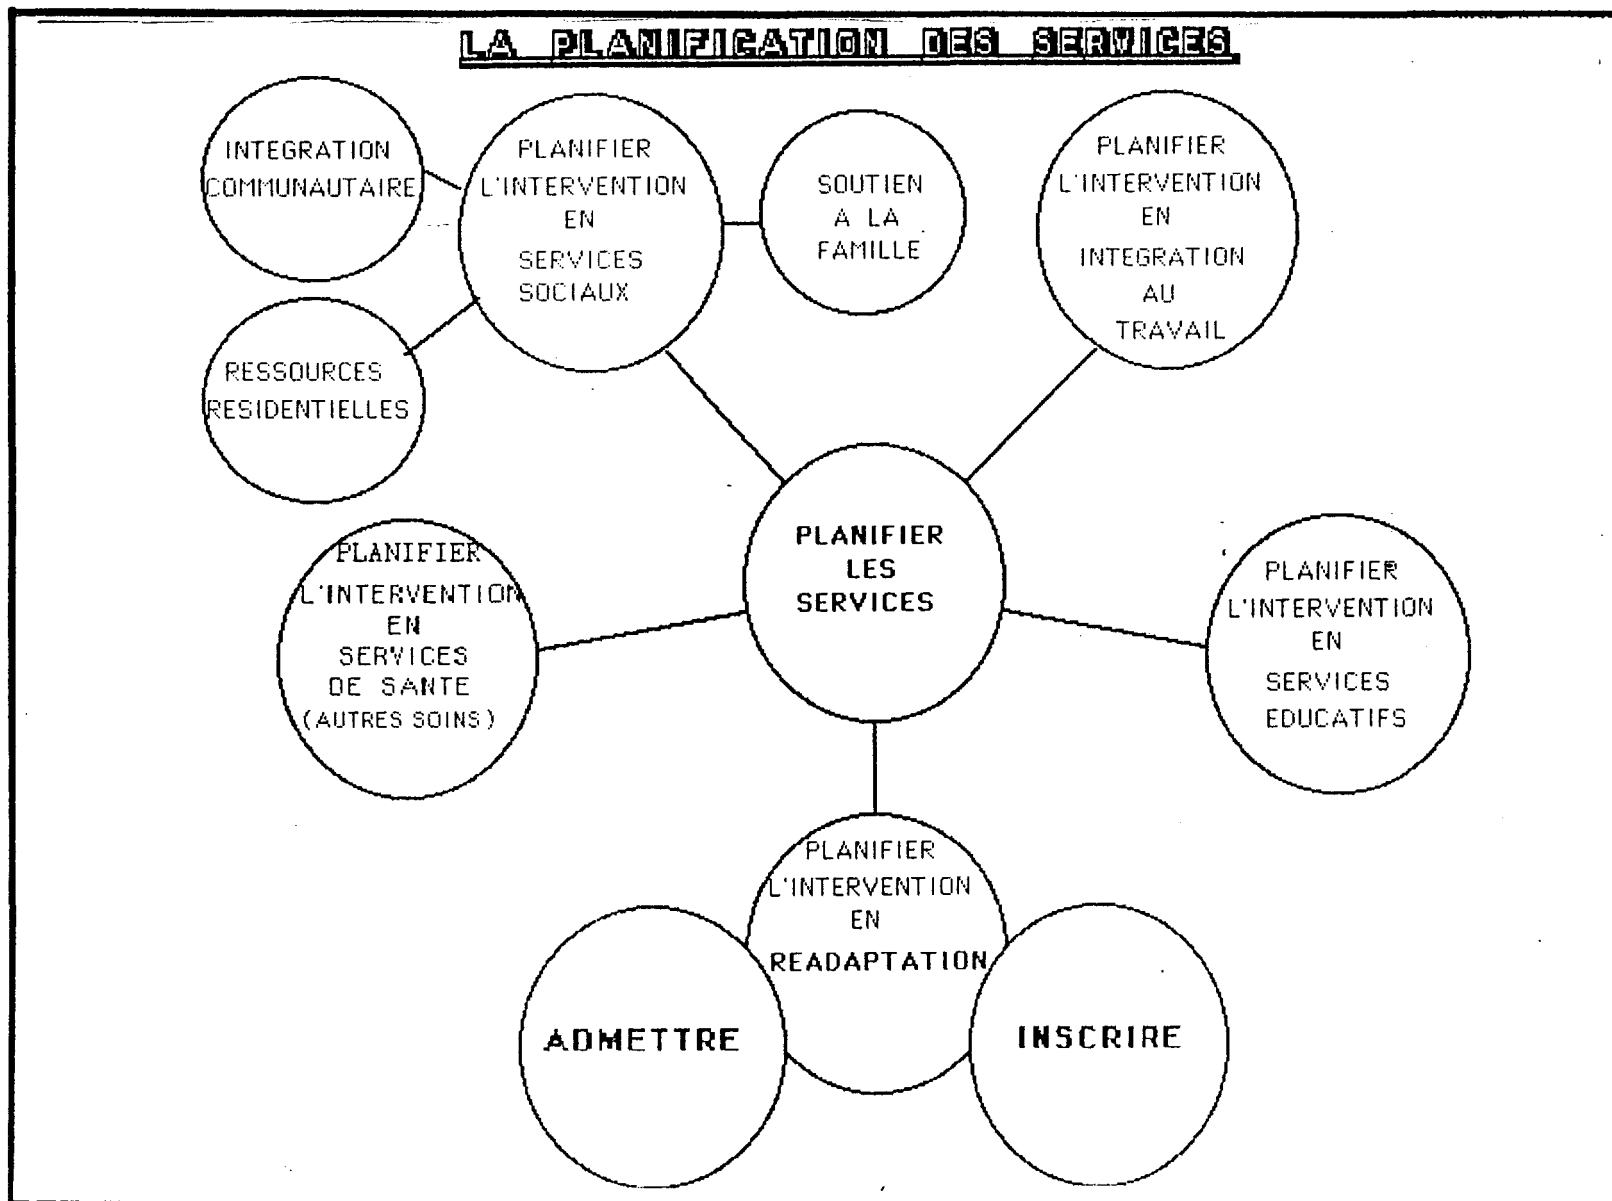 LA PLANIFICATION DES SERVICES
INTEGRATION
COMMUNAUTAIRE
PLANIFIER
L'INTERVENTION
EN
SERVICES
SOCIAUX
SOUTIEN
A LA
FAMILLE
PLANIFIER
L'INTERVENTION
EN
INTEGRATION
AU
TRAVAIL
RESSOURCES
RESIDENTIELLES
PLANIFIER
LES
SERVICES
PLANIFIER
L'INTERVENTION
EN
SERVICES
DE SANTE
(AUTRES SOINS)
PLANIFIER
L'INTERVENTION
EN
SERVICES
EDUCATIFS
PLANIFIER
L'INTERVENTION
EN
READAPTATION
ADMETTRE
INSCRIRE